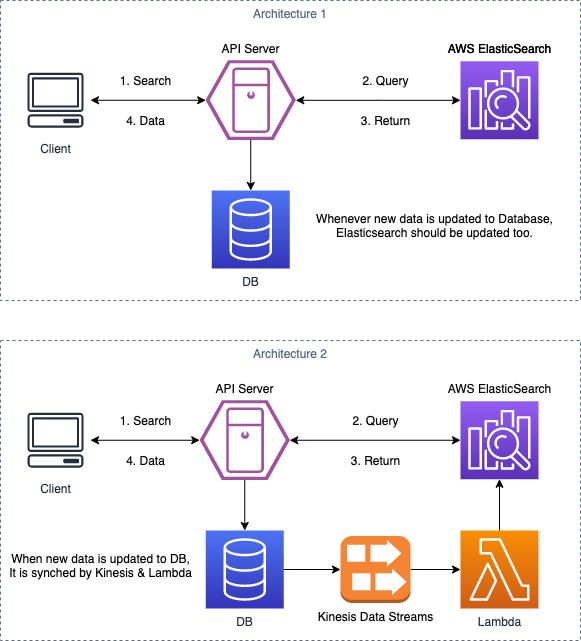 Architecture 1
API Server
AWS ElasticSearch
1. Search
2. Query
4. Data
3. Return
Client
Whenever new data is updated to Database,
Elasticsearch should be updated too.
DB
Architecture 2
API Server
AWS ElasticSearch
1. Search
2. Query
4. Data
3. Return
Client
When new data is updated to DB,
It is synched by Kinesis & Lambda
DB
Kinesis Data Streams
Lambda